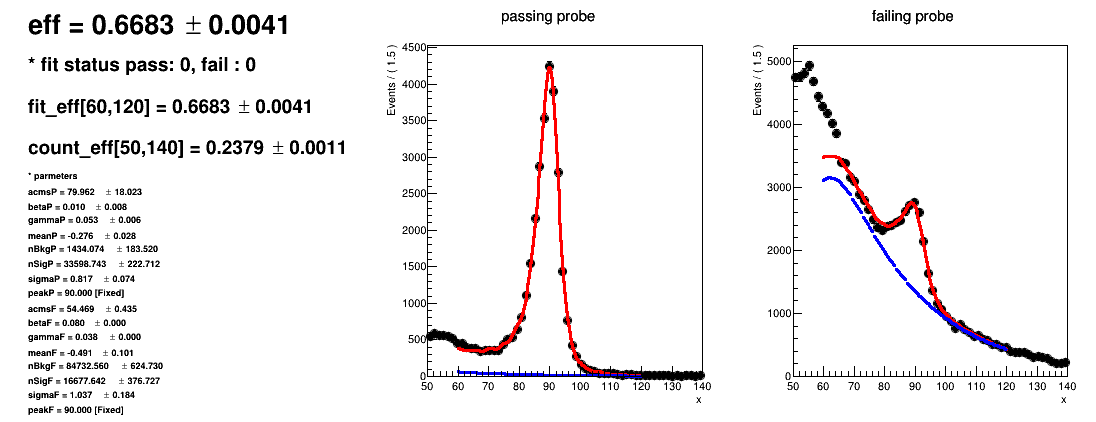 eff = 0.6683 ± 0.0041
* fit status pass: 0, fail : 0
fit_eff[60,120] = 0.6683 ± 0.0041
count_eff[50,140] = 0.2379 ± 0.0011
* parmeters
acmsP = 79.962 ± 18.023
betaP = 0.010 ± 0.008
gammaP = 0.053 ± 0.006
meanP = -0.276 ± 0.028
nBkgP = 1434.074 ± 183.520
nSigP = 33598.743 ± 222.712
sigmaP = 0.817 ± 0.074
peakP = 90.000 [Fixed]
acmsF = 54.469 ± 0.435
betaF = 0.080 ± 0.000
gammaF = 0.038 ± 0.000
meanF = -0.491 ± 0.101
nBkgF = 84732.560 ± 624.730
nSigF = 16677.642 ± 376.727
sigmaF = 1.037 ± 0.184
peakF = 90.000 [Fixed]
passing probe
Events / ( 1.5 )
4500
4000
3500
3000
2500
2000
1500
1000
500
0
50 60 70 80 90 100 110 120 130 140
x
failing probe
Events / ( 1.5 )
5000
4000
3000
2000
1000
0
50 60 70 80 90 100 110 120 130 140
x